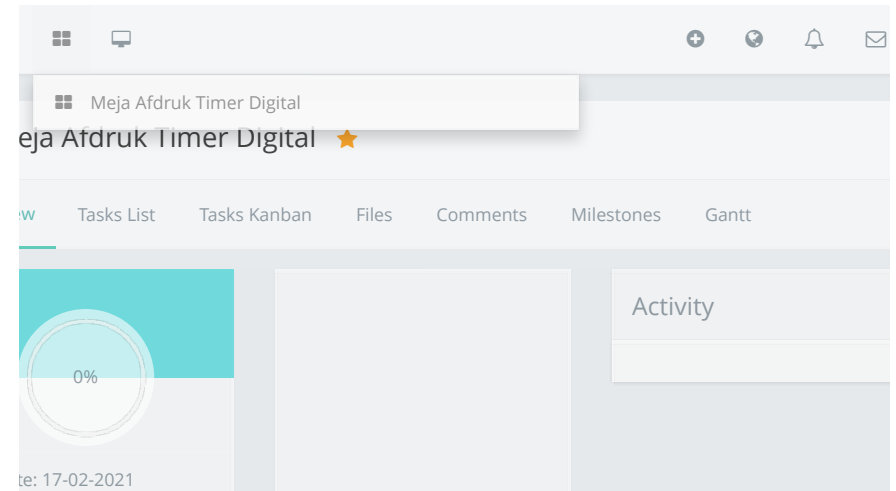 Meja Afdruk Timer Digital
eja Afdruk Timer Digital
ew Tasks List Tasks Kanban Files Comments Milestones Gantt
Activity
0%
te: 17-02-2021